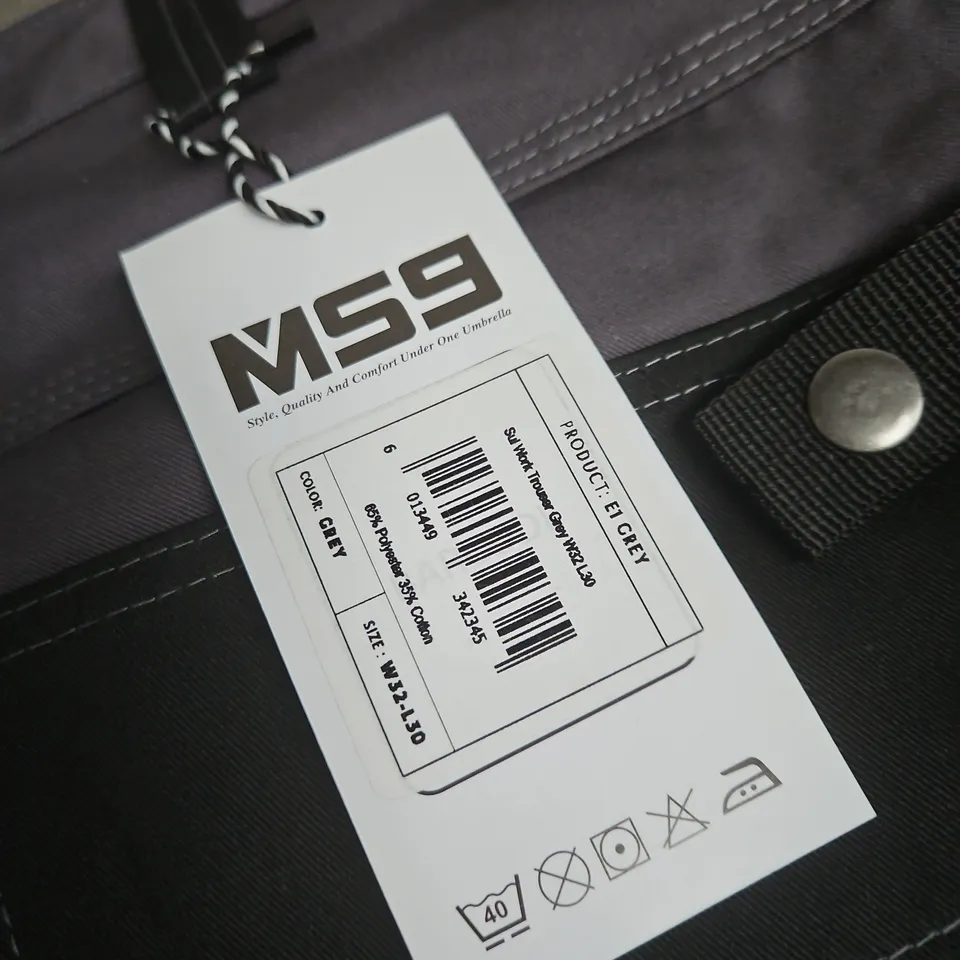 MS9
Style, Quality And Comfort Under One Umbrella
PRODUCT: E1 GREY
Sul Work Trouser Grey W32 L30
6 013449 342345
65% Polyester 35% Cotton
COLOR: GREY
SIZE: W32-L30
40